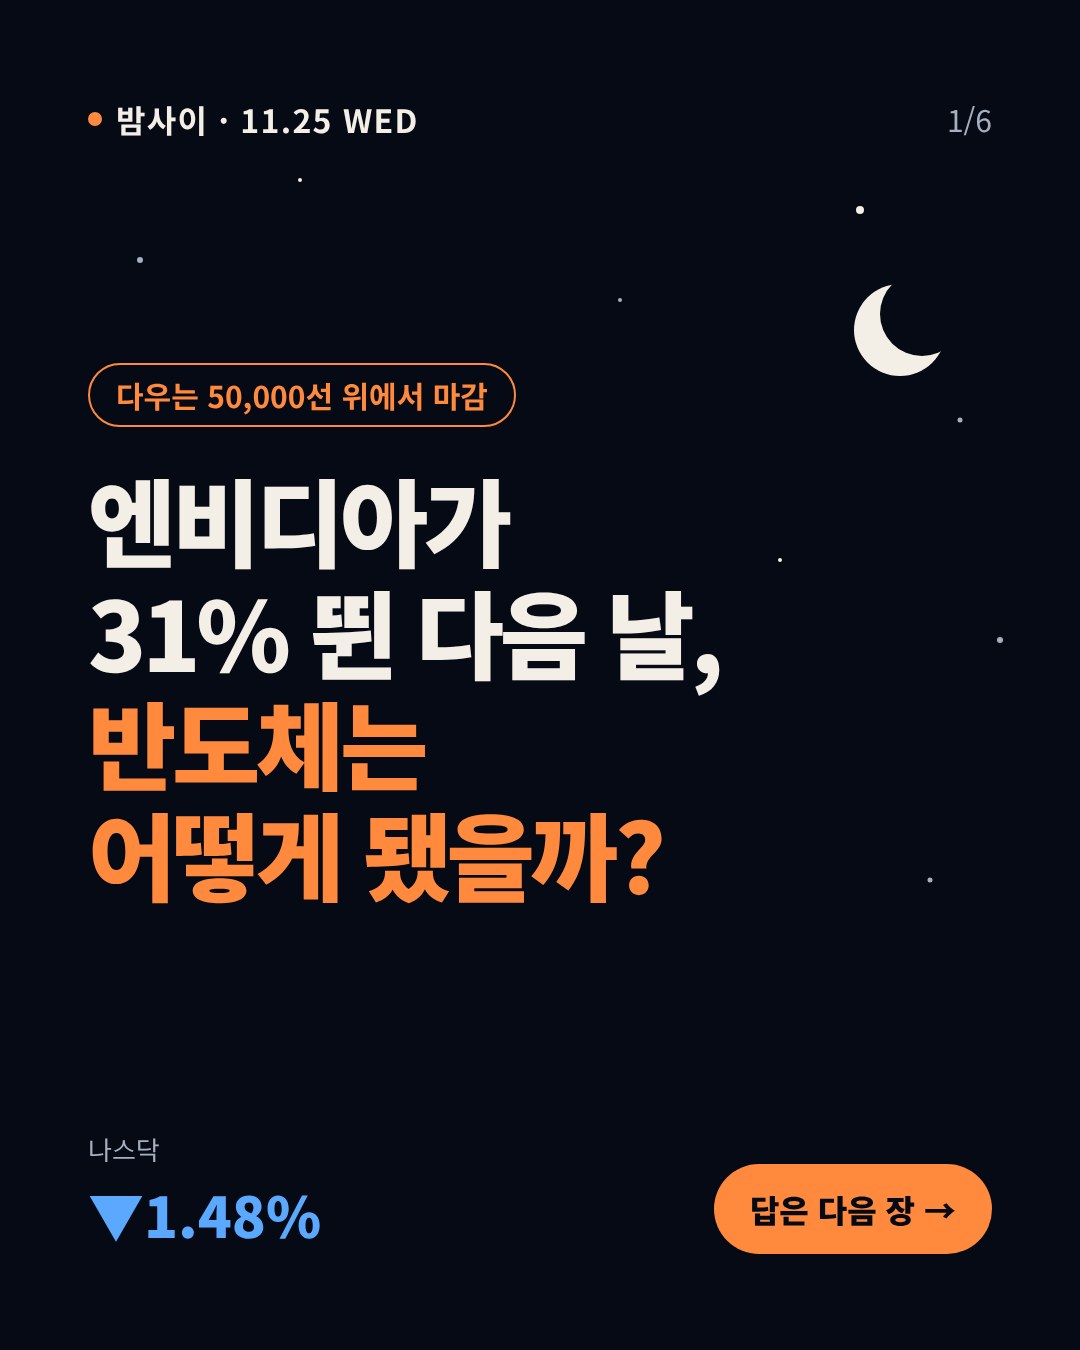 밤사이 · 11.25 WED
1/6
다우는 50,000선 위에서 마감
엔비디아가
31% 뛴 다음 날,
반도체는
어떻게 됐을까?
나스닥
▼1.48%
답은 다음 장 →